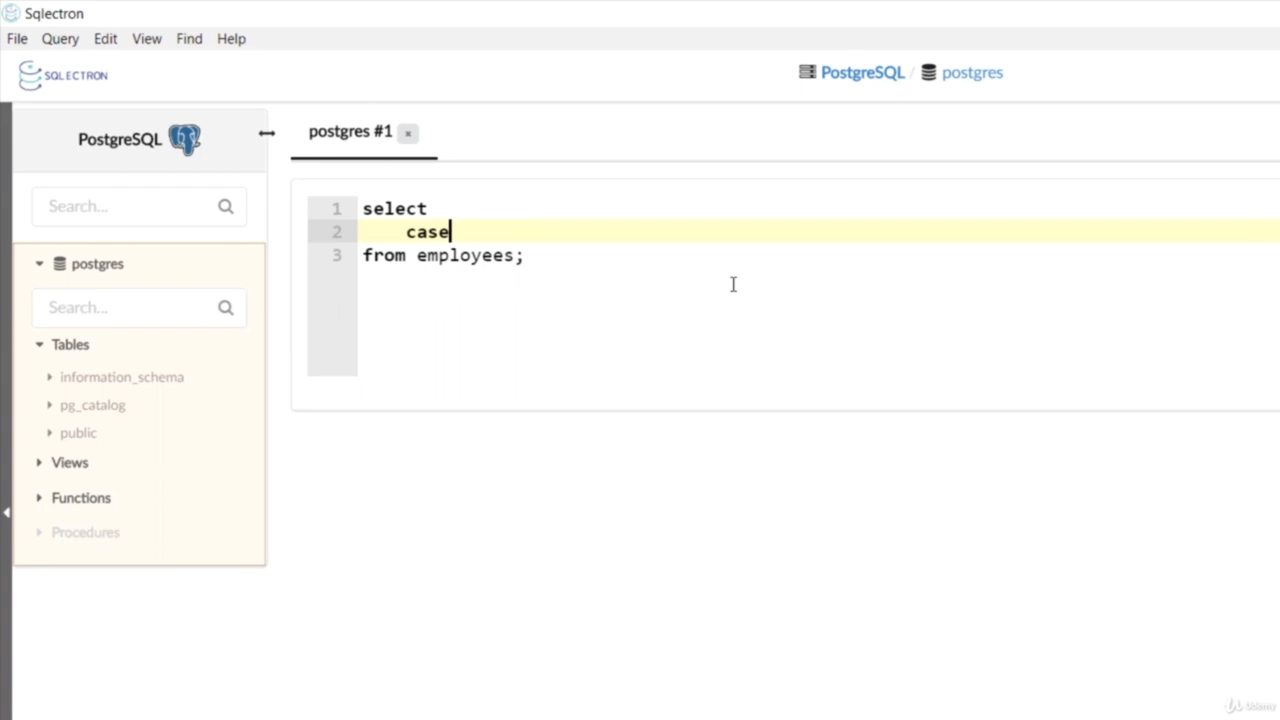 Sqlectron
File Query Edit View Find Help
SQLECTRON
PostgreSQL / postgres
PostgreSQL
postgres #1 ×
Search...
postgres
Search...
Tables
information_schema
pg_catalog
public
Views
Functions
Procedures
1 select
2 case
3 from employees;
Udemy